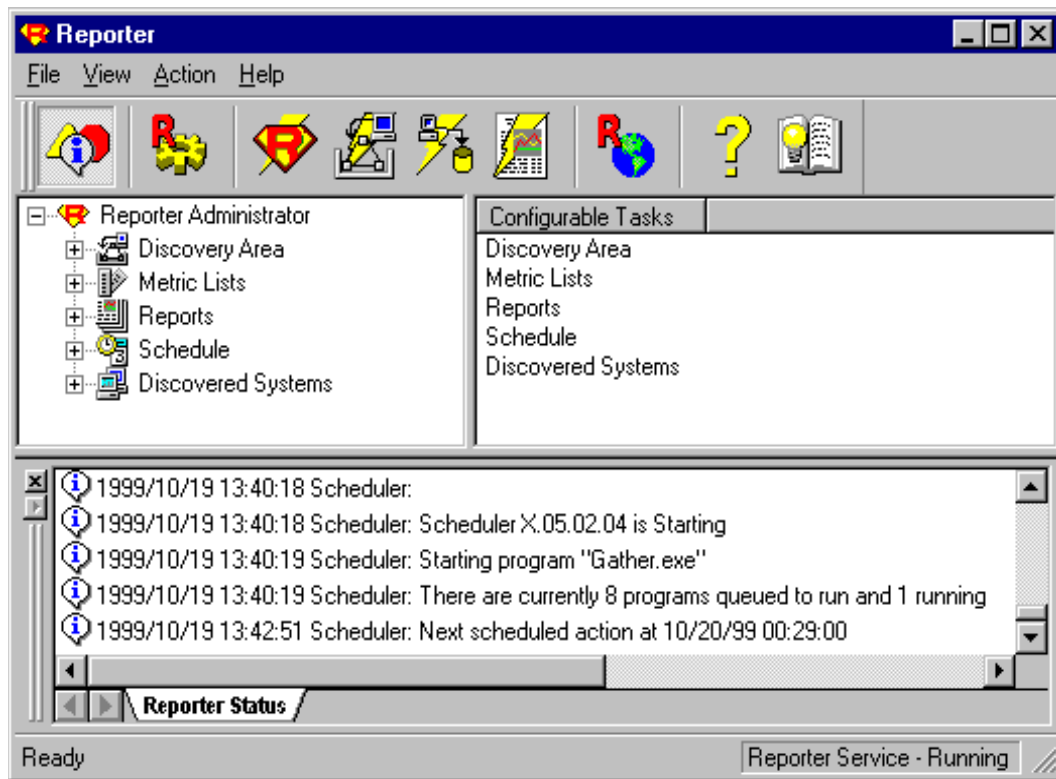 Reporter
File View Action Help
Reporter Administrator
Discovery Area
Metric Lists
Reports
Schedule
Discovered Systems
Configurable Tasks
Discovery Area
Metric Lists
Reports
Schedule
Discovered Systems
1999/10/19 13:40:18 Scheduler:
1999/10/19 13:40:18 Scheduler: Scheduler X.05.02.04 is Starting
1999/10/19 13:40:19 Scheduler: Starting program "Gather.exe"
1999/10/19 13:40:19 Scheduler: There are currently 8 programs queued to run and 1 running
1999/10/19 13:42:51 Scheduler: Next scheduled action at 10/20/99 00:29:00
Reporter Status
Ready
Reporter Service - Running